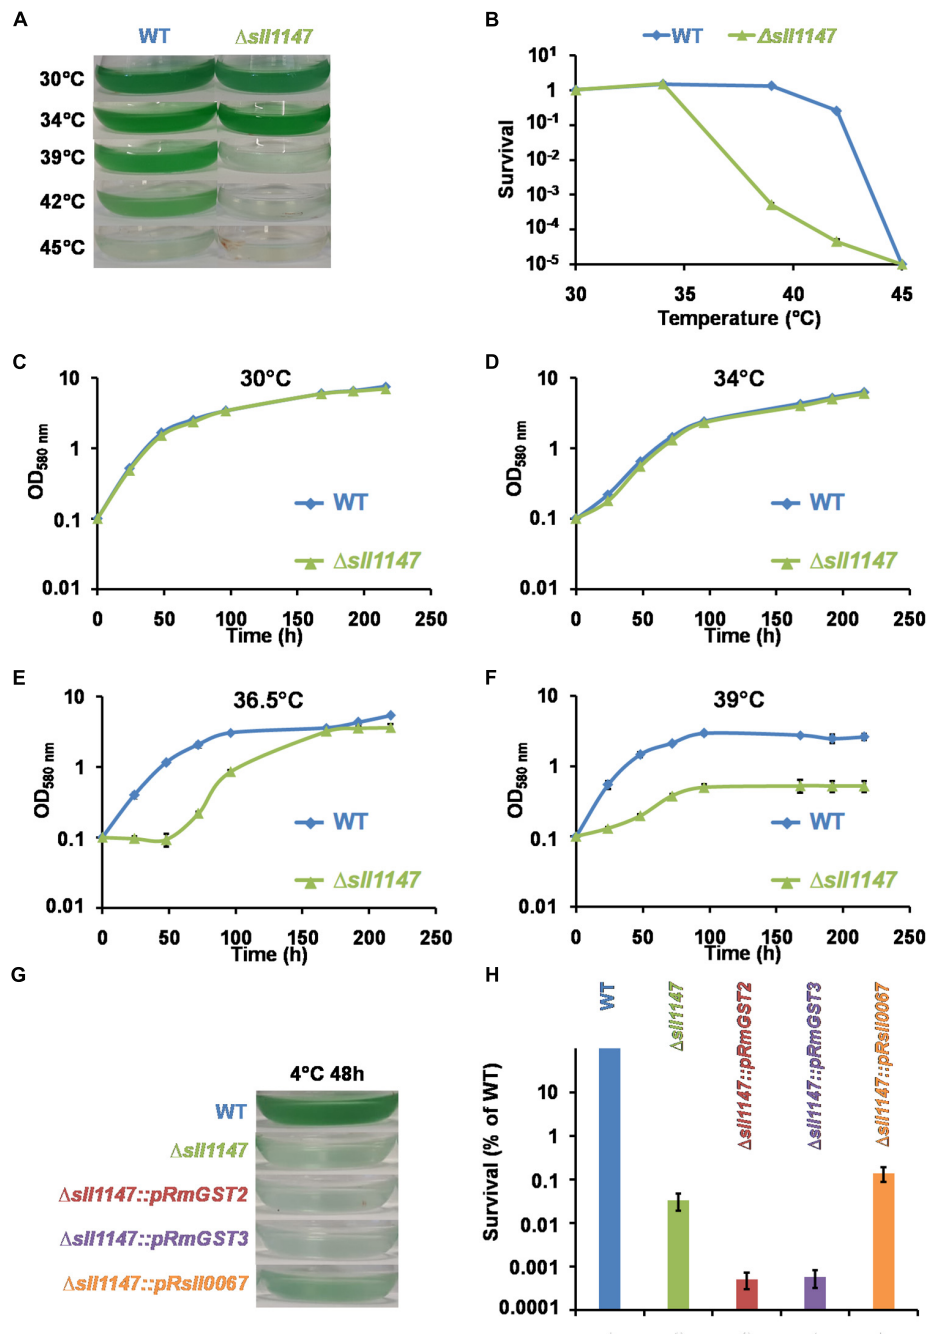 A
WT Δsll1147
30°C
34°C
39°C
42°C
45°C
B
WT Δsll1147
10¹
1
10⁻¹
10⁻²
10⁻³
10⁻⁴
10⁻⁵
Survival
30 35 40 45
Temperature (°C)
C
30°C
10
1
0.1
0.01
OD580 nm
WT
Δsll1147
0 50 100 150 200 250
Time (h)
D
34°C
10
1
0.1
0.01
OD580 nm
WT
Δsll1147
0 50 100 150 200 250
Time (h)
E
36.5°C
10
1
0.1
0.01
OD580 nm
WT
Δsll1147
0 50 100 150 200 250
Time (h)
F
39°C
10
1
0.1
0.01
OD580 nm
WT
Δsll1147
0 50 100 150 200 250
Time (h)
G
4°C 48h
WT
Δsll1147
Δsll1147::pRmGST2
Δsll1147::pRmGST3
Δsll1147::pRsll0067
H
WT
Δsll1147
Δsll1147::pRmGST2
Δsll1147::pRmGST3
Δsll1147::pRsll0067
Survival (% of WT)
10
1
0.1
0.01
0.001
0.0001